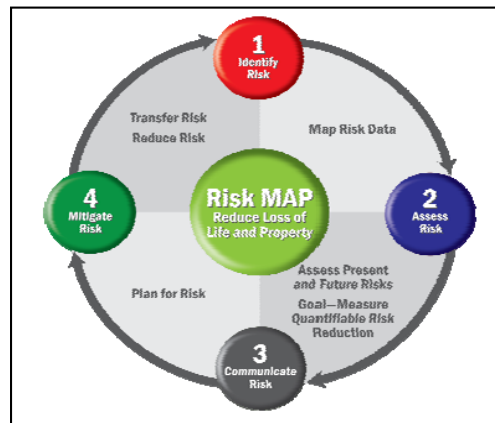 1
Identify
Risk
Transfer Risk
Reduce Risk
Map Risk Data
4
Mitigate
Risk
Risk MAP
Reduce Loss of
Life and Property
2
Assess
Risk
Plan for Risk
Assess Present
and Future Risks
Goal—Measure
Quantifiable Risk
Reduction
3
Communicate
Risk